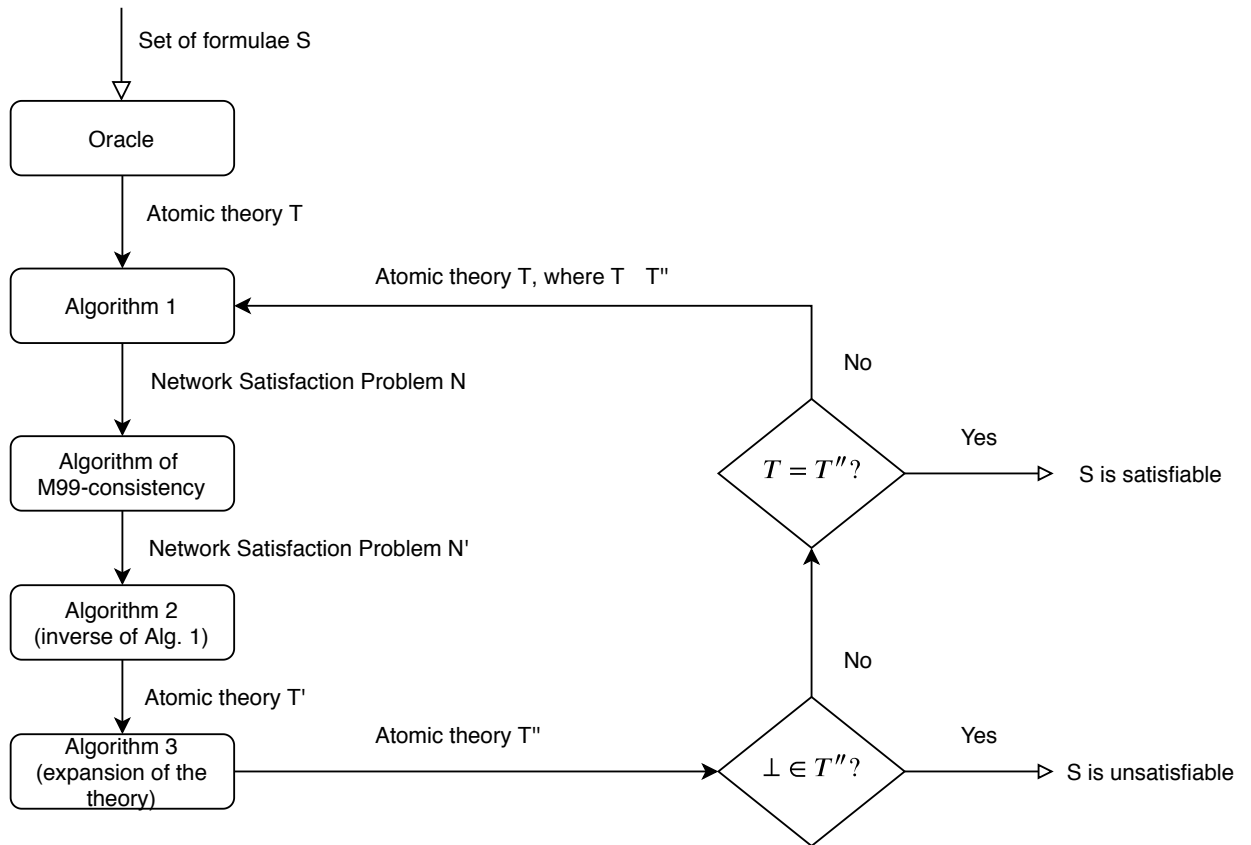 Set of formulae S
Oracle
Atomic theory T
Atomic theory T, where T T"
Algorithm 1
No
Network Satisfaction Problem N
Yes
Algorithm of
M99-consistency
T = T″?
S is satisfiable
Network Satisfaction Problem N'
Algorithm 2
(inverse of Alg. 1)
No
Atomic theory T'
Atomic theory T"
Yes
Algorithm 3
(expansion of the
theory)
⊥ ∈ T″?
S is unsatisfiable